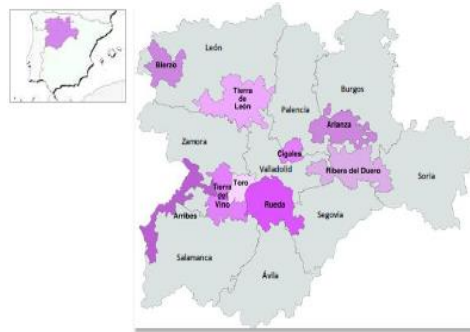 León
Bierzo
Burgos
Tierra
de
León
Palencia
Arlanza
Zamora
Cigales
Valladolid
Ribera del Duero
Soria
Toro
Tierra
del
Vino
Rueda
Arribes
Segovia
Salamanca
Ávila